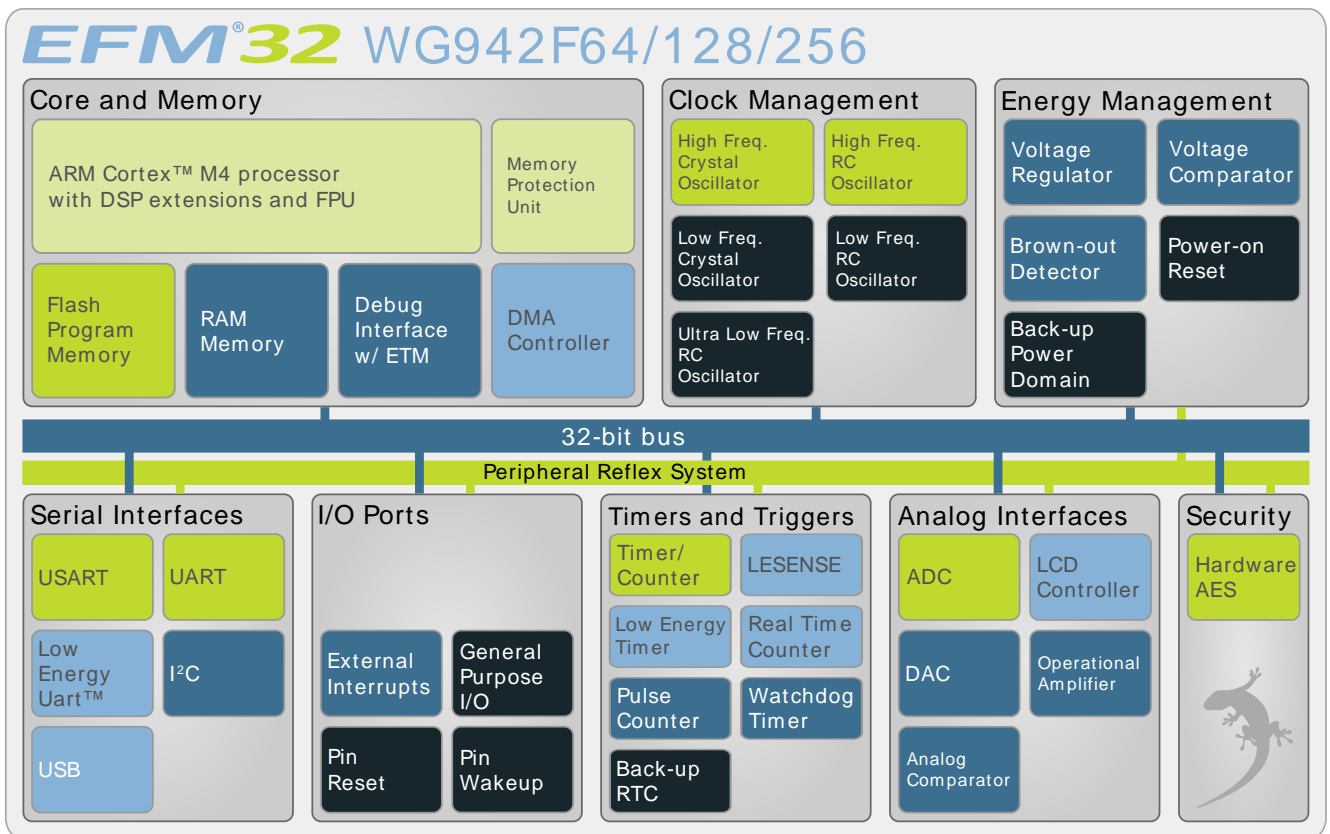 EFM®32 WG942F64/128/256
Core and Memory
ARM Cortex™ M4 processor
with DSP extensions and FPU
Memory
Protection
Unit
Flash
Program
Memory
RAM
Memory
Debug
Interface
w/ ETM
DMA
Controller
Clock Management
High Freq.
Crystal
Oscillator
High Freq.
RC
Oscillator
Low Freq.
Crystal
Oscillator
Low Freq.
RC
Oscillator
Ultra Low Freq.
RC
Oscillator
Energy Management
Voltage
Regulator
Voltage
Comparator
Brown-out
Detector
Power-on
Reset
Back-up
Power
Domain
32-bit bus
Peripheral Reflex System
Serial Interfaces
USART
UART
Low
Energy
Uart™
I²C
USB
I/O Ports
External
Interrupts
General
Purpose
I/O
Pin
Reset
Pin
Wakeup
Timers and Triggers
Timer/
Counter
LESENSE
Low Energy
Timer
Real Time
Counter
Pulse
Counter
Watchdog
Timer
Back-up
RTC
Analog Interfaces
ADC
LCD
Controller
DAC
Operational
Amplifier
Analog
Comparator
Security
Hardware
AES